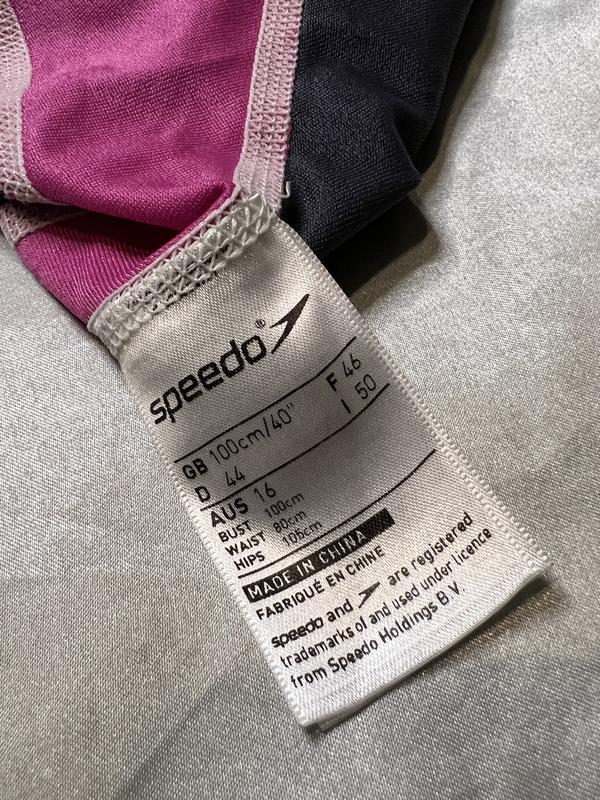 speedo®
GB 100cm/40" F 46
D 44 I 50
AUS 16
BUST 100cm
WAIST 80cm
HIPS 105cm
MADE IN CHINA
FABRIQUÉ EN CHINE
speedo and are registered
trademarks of and used under licence
from Speedo Holdings B.V.